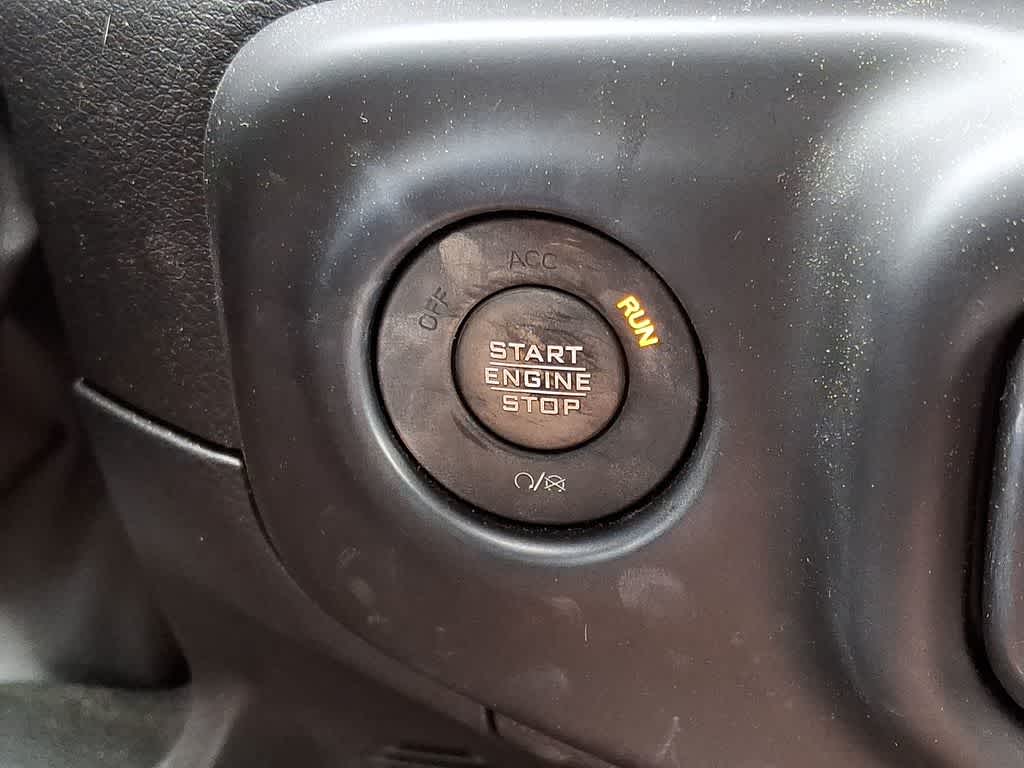 ACC
OFF
RUN
START
ENGINE
STOP